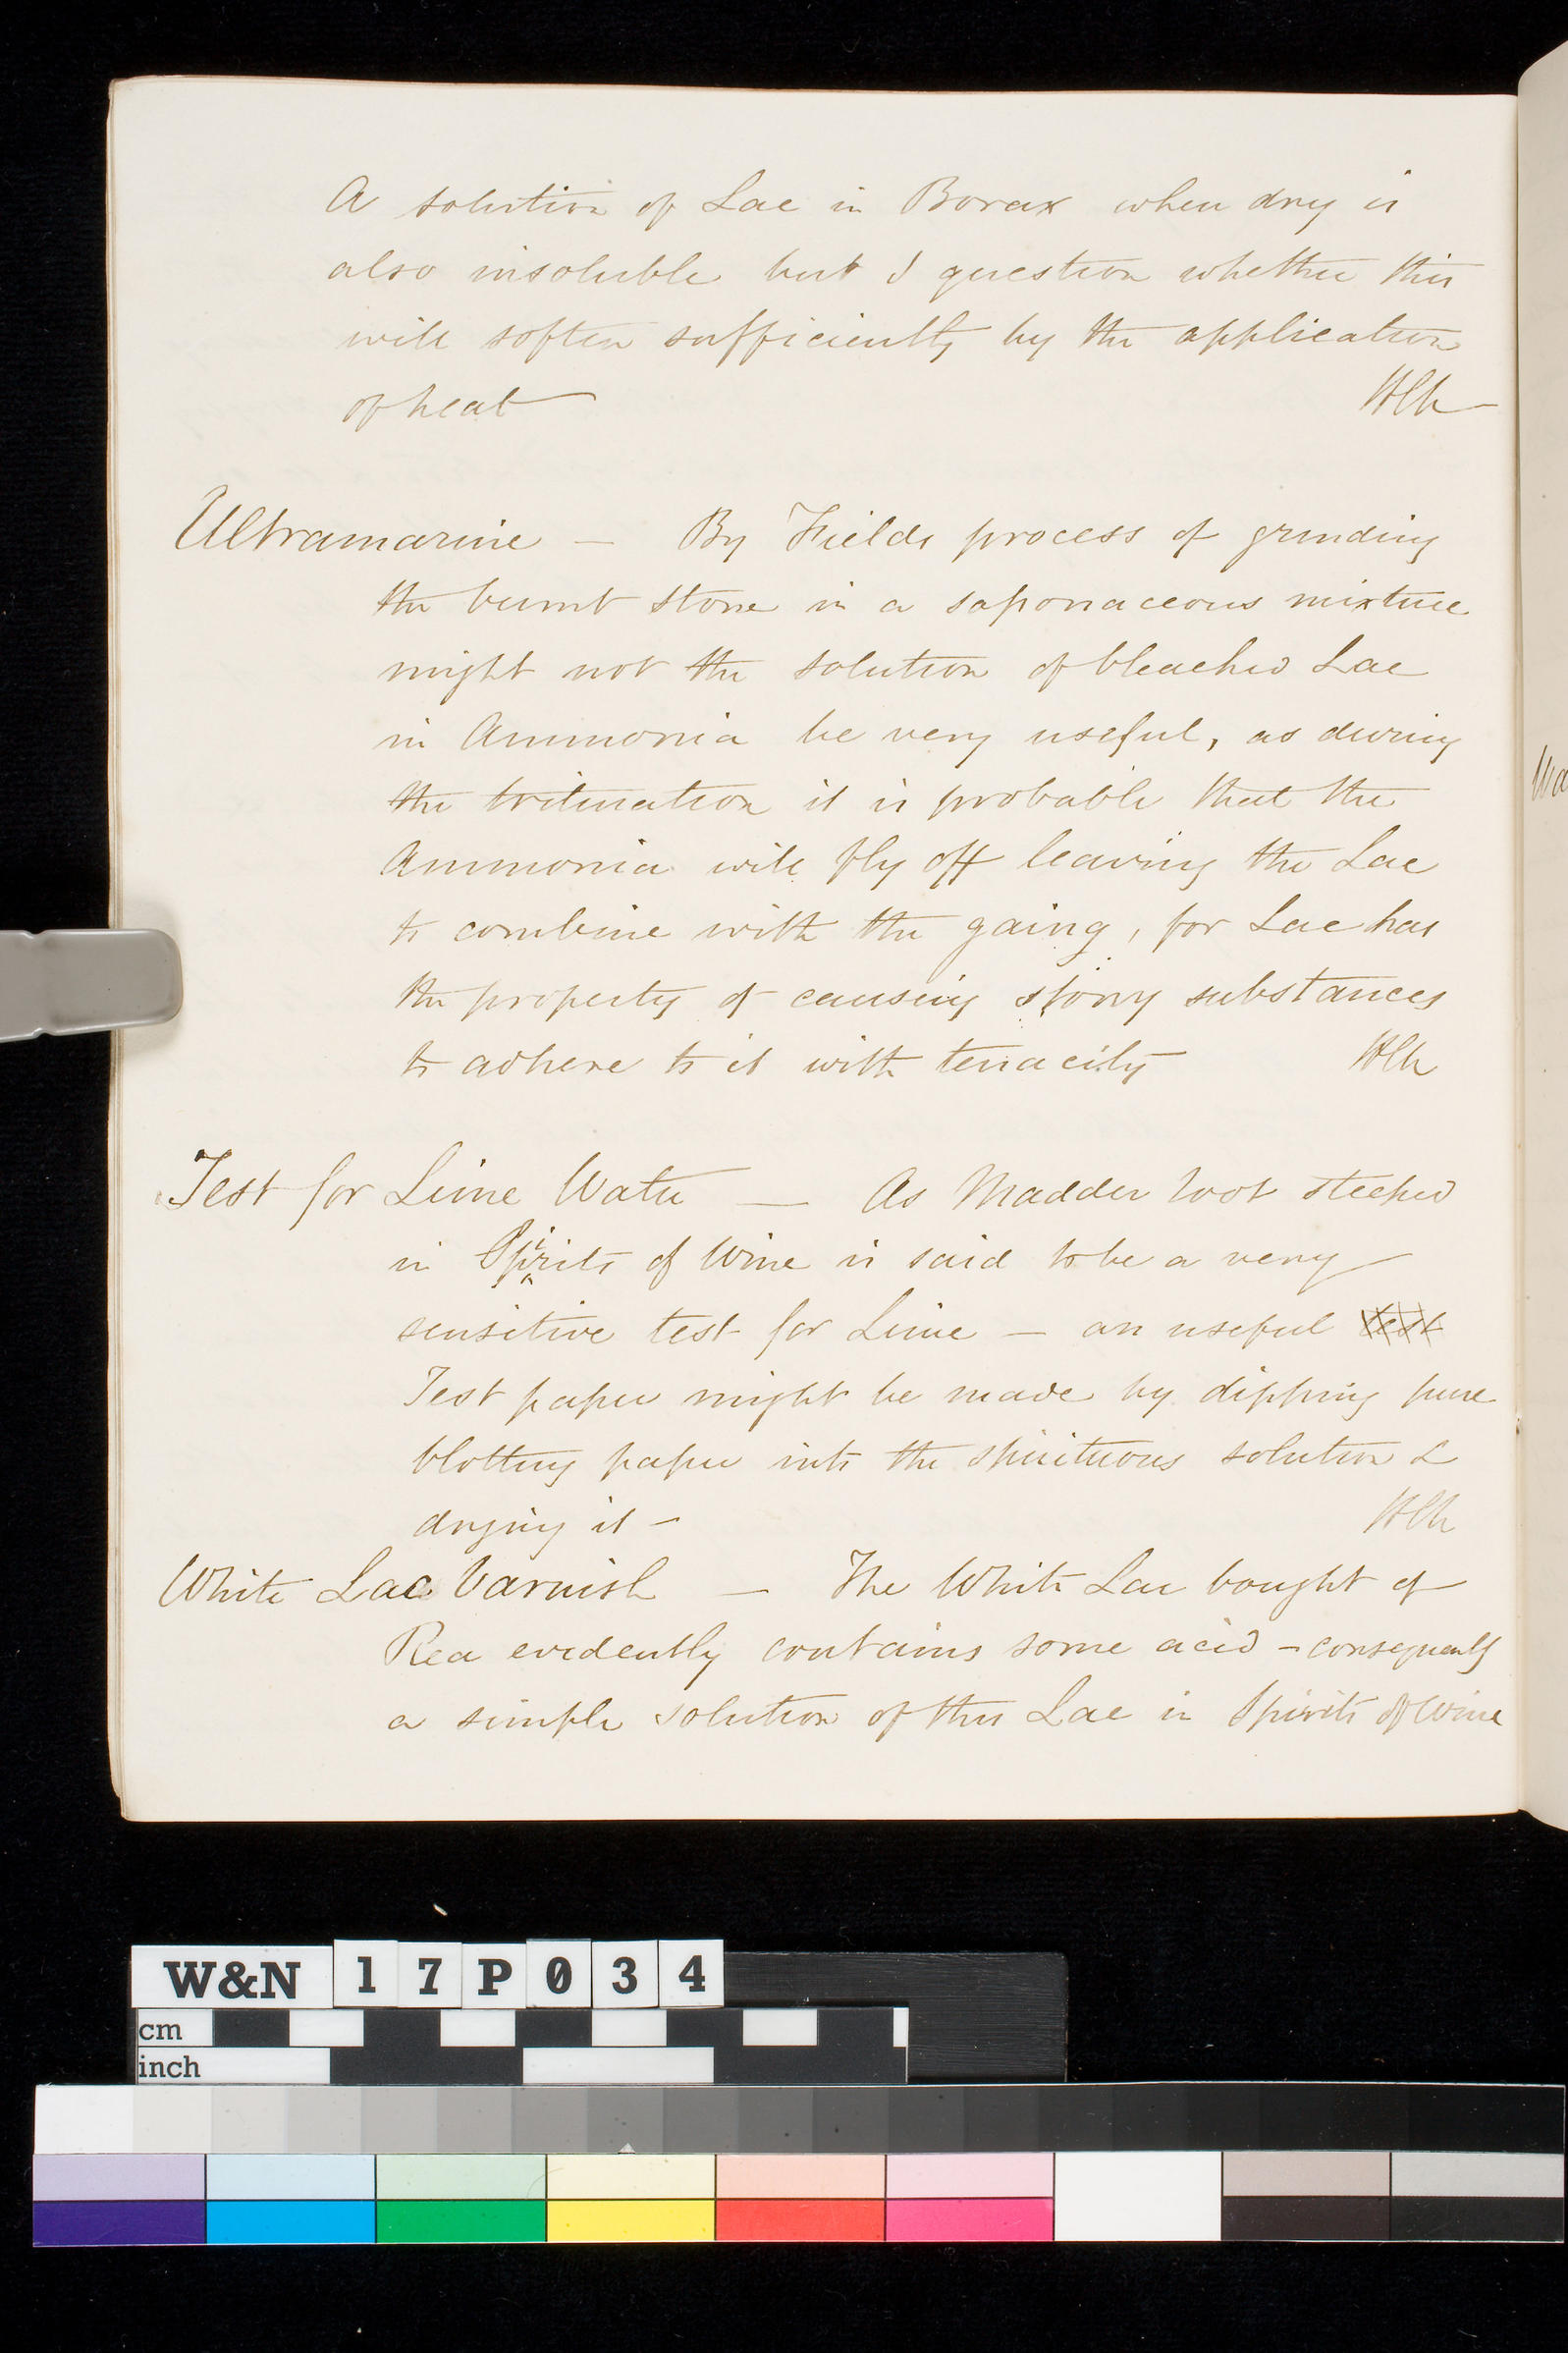 A solution of Lac in Borax when dry is
also insoluble but I question whether this
will soften sufficiently by the application
of heat —
Ultramarine — By Fields process of grinding
the burnt stone in a saponaceous mixture
might not the solution of bleached Lac
in Ammonia be very useful, as during
the trituration it is probable that the
Ammonia will fly off leaving the Lac
to combine with the gaing, for Lac has
the property of causing stony substances
to adhere to it with tenacity
Test for Lime Water — As Madder root steeped
in Spirits of Wine is said to be a very
sensitive test for Lime — an useful test
Test paper might be made by dipping pure
blotting paper into the spirituous solution &
drying it —
White Lac Varnish — The White Lac bought of
Rea evidently contains some acid — consequently
a simple solution of this Lac in Spirits of Wine
Wa
W&N 17P034
cm
inch